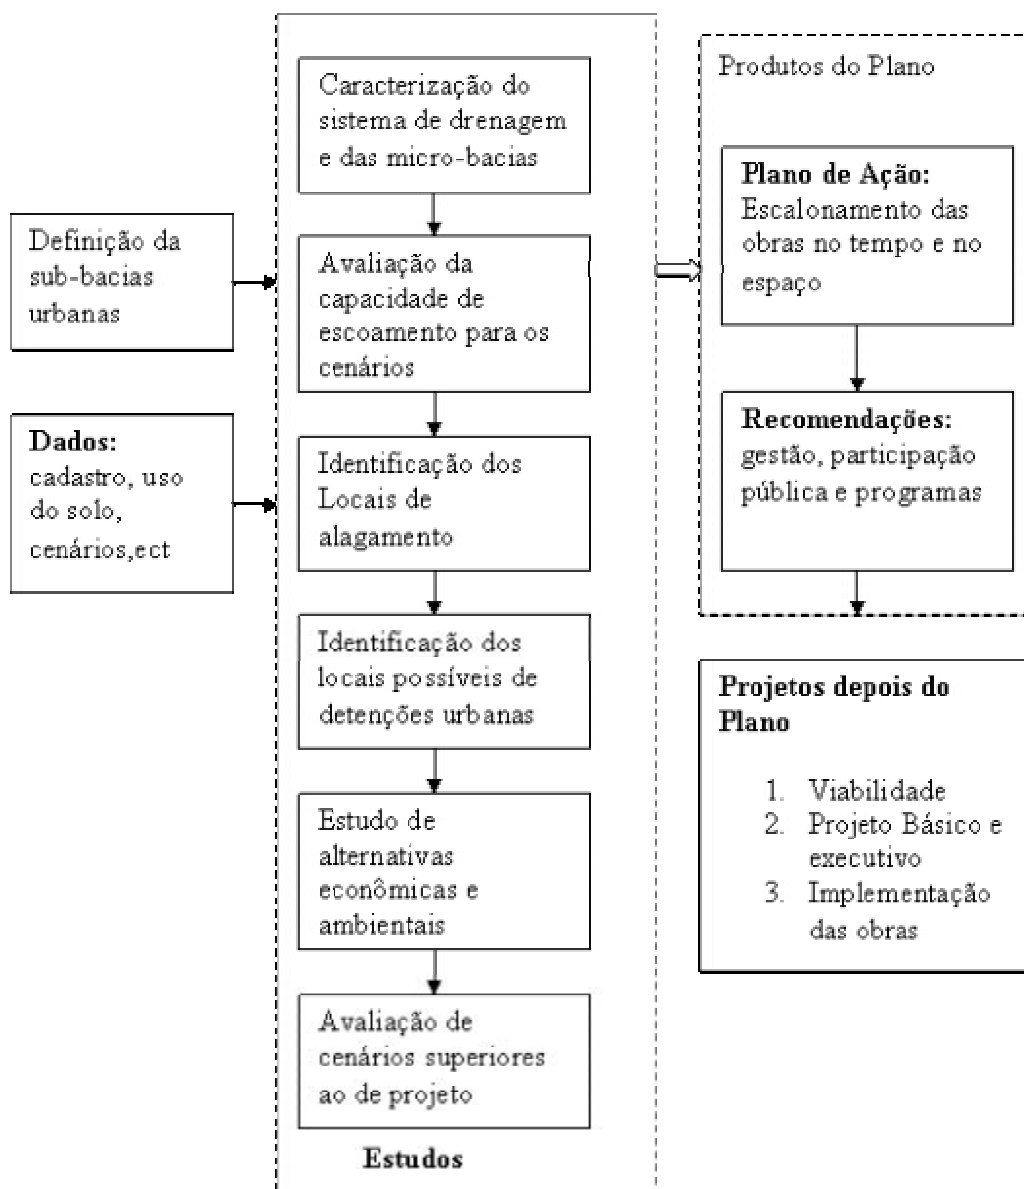 Definição da
sub-bacias
urbanas
Dados:
cadastro, uso
do solo,
cenários,ect
Caracterização do
sistema de drenagem
e das micro-bacias
Avaliação da
capacidade de
escoamento para os
cenários
Identificação dos
Locais de
alagamento
Identificação dos
locais possíveis de
detenções urbanas
Estudo de
alternativas
econômicas e
ambientais
Avaliação de
cenários superiores
ao de projeto
Estudos
Produtos do Plano
Plano de Ação:
Escalonamento das
obras no tempo e no
espaço
Recomendações:
gestão, participação
pública e programas
Projetos depois do
Plano
1. Viabilidade
2. Projeto Básico e
executivo
3. Implementação
das obras